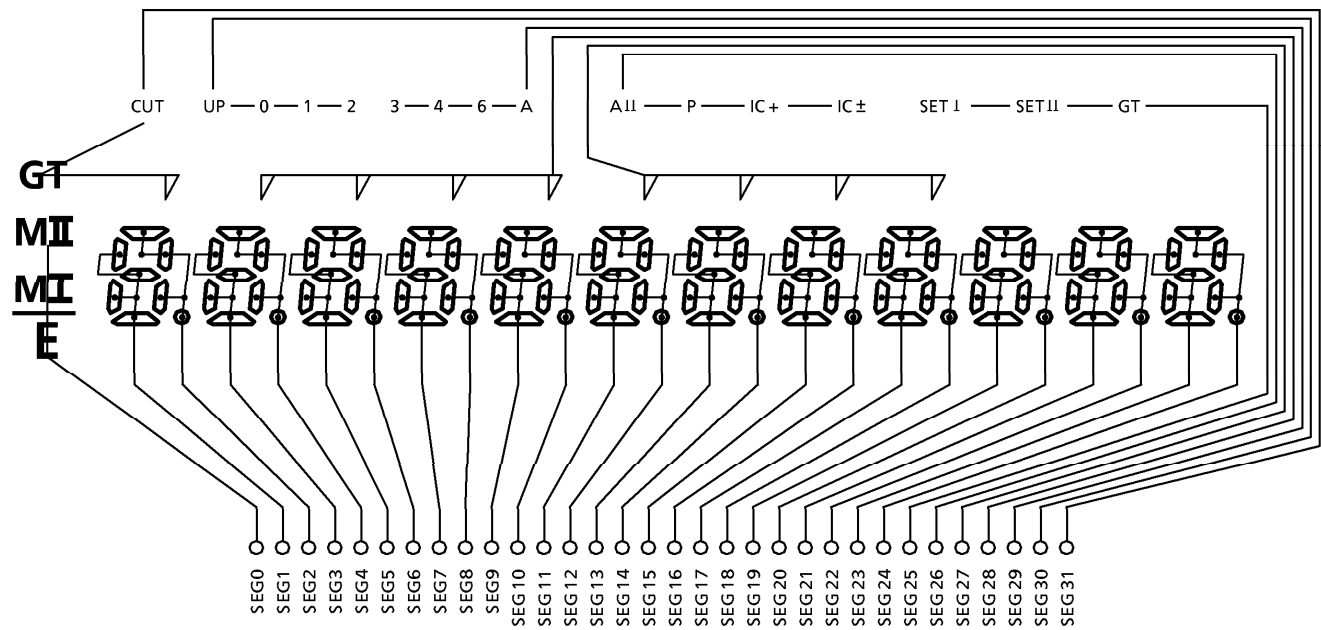 CUT UP 0 1 2 3 4 6 A AII P IC+ IC± SET I SET II GT
GT
MII
MI
E
SEG0 SEG1 SEG2 SEG3 SEG4 SEG5 SEG6 SEG7 SEG8 SEG9 SEG10 SEG11 SEG12 SEG13 SEG14 SEG15 SEG16 SEG17 SEG18 SEG19 SEG20 SEG21 SEG22 SEG23 SEG24 SEG25 SEG26 SEG27 SEG28 SEG29 SEG30 SEG31